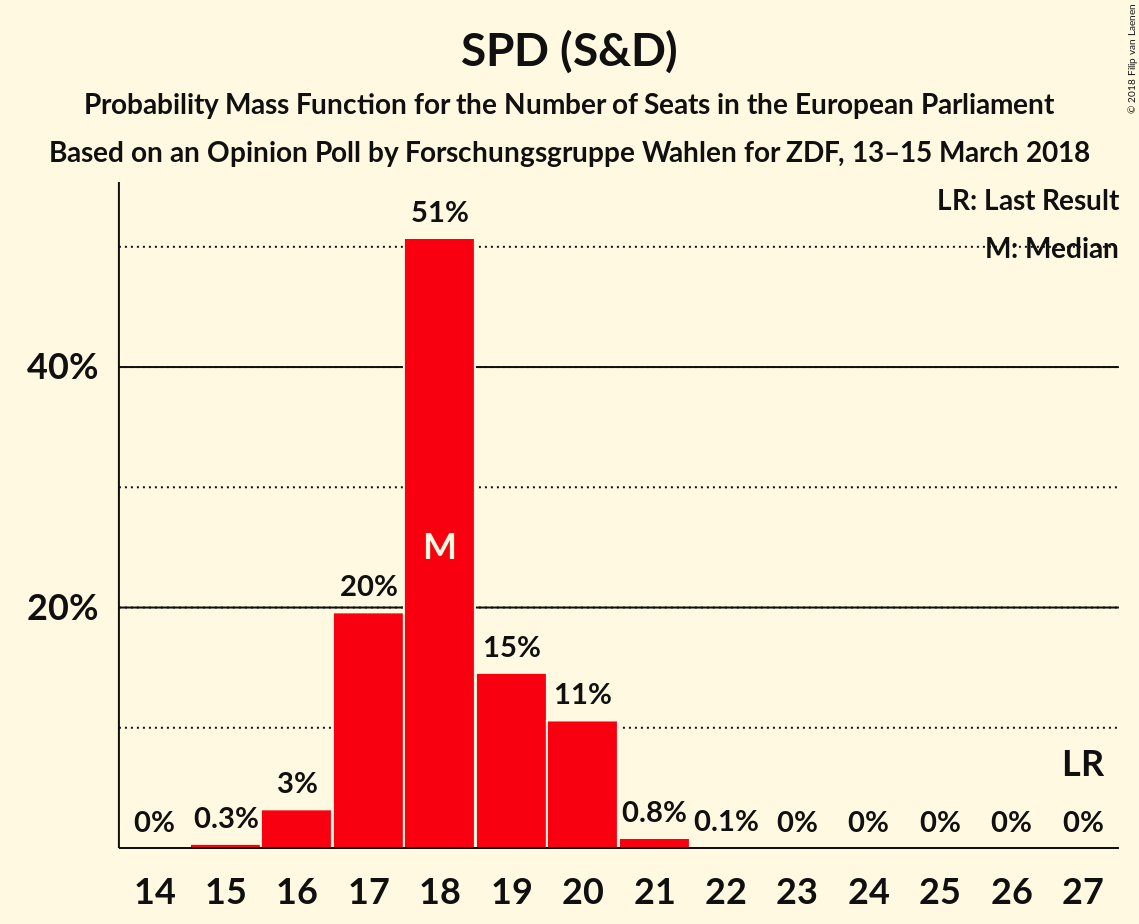 SPD (S&D)
Probability Mass Function for the Number of Seats in the European Parliament
Based on an Opinion Poll by Forschungsgruppe Wahlen for ZDF, 13–15 March 2018
© 2018 Filip van Laenen
LR: Last Result
M: Median
40%
20%
0%
0.3%
3%
20%
51%
M
15%
11%
0.8%
0.1%
0%
0%
0%
0%
LR
0%
14 15 16 17 18 19 20 21 22 23 24 25 26 27